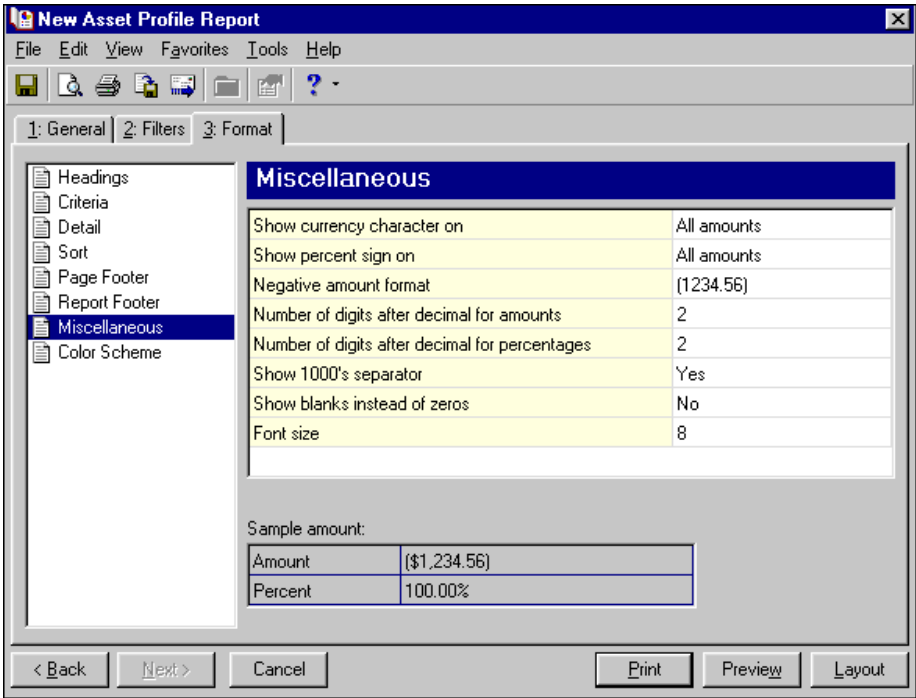 New Asset Profile Report
File Edit View Favorites Tools Help
?
1: General 2: Filters 3: Format
Headings
Criteria
Detail
Sort
Page Footer
Report Footer
Miscellaneous
Color Scheme
Miscellaneous
Show currency character on All amounts
Show percent sign on All amounts
Negative amount format (1234.56)
Number of digits after decimal for amounts 2
Number of digits after decimal for percentages 2
Show 1000's separator Yes
Show blanks instead of zeros No
Font size 8
Sample amount:
Amount ($1,234.56)
Percent 100.00%
< Back Next > Cancel Print Preview Layout